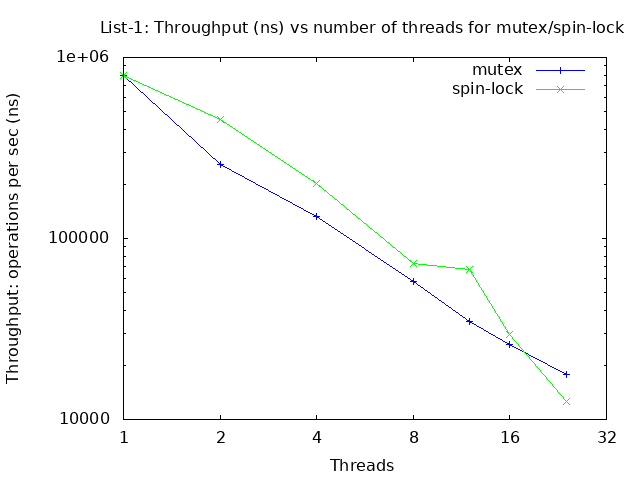 List-1: Throughput (ns) vs number of threads for mutex/spin-lock
1e+06
mutex
spin-lock
Throughput: operations per sec (ns)
100000
10000
1 2 4 8 16 32
Threads